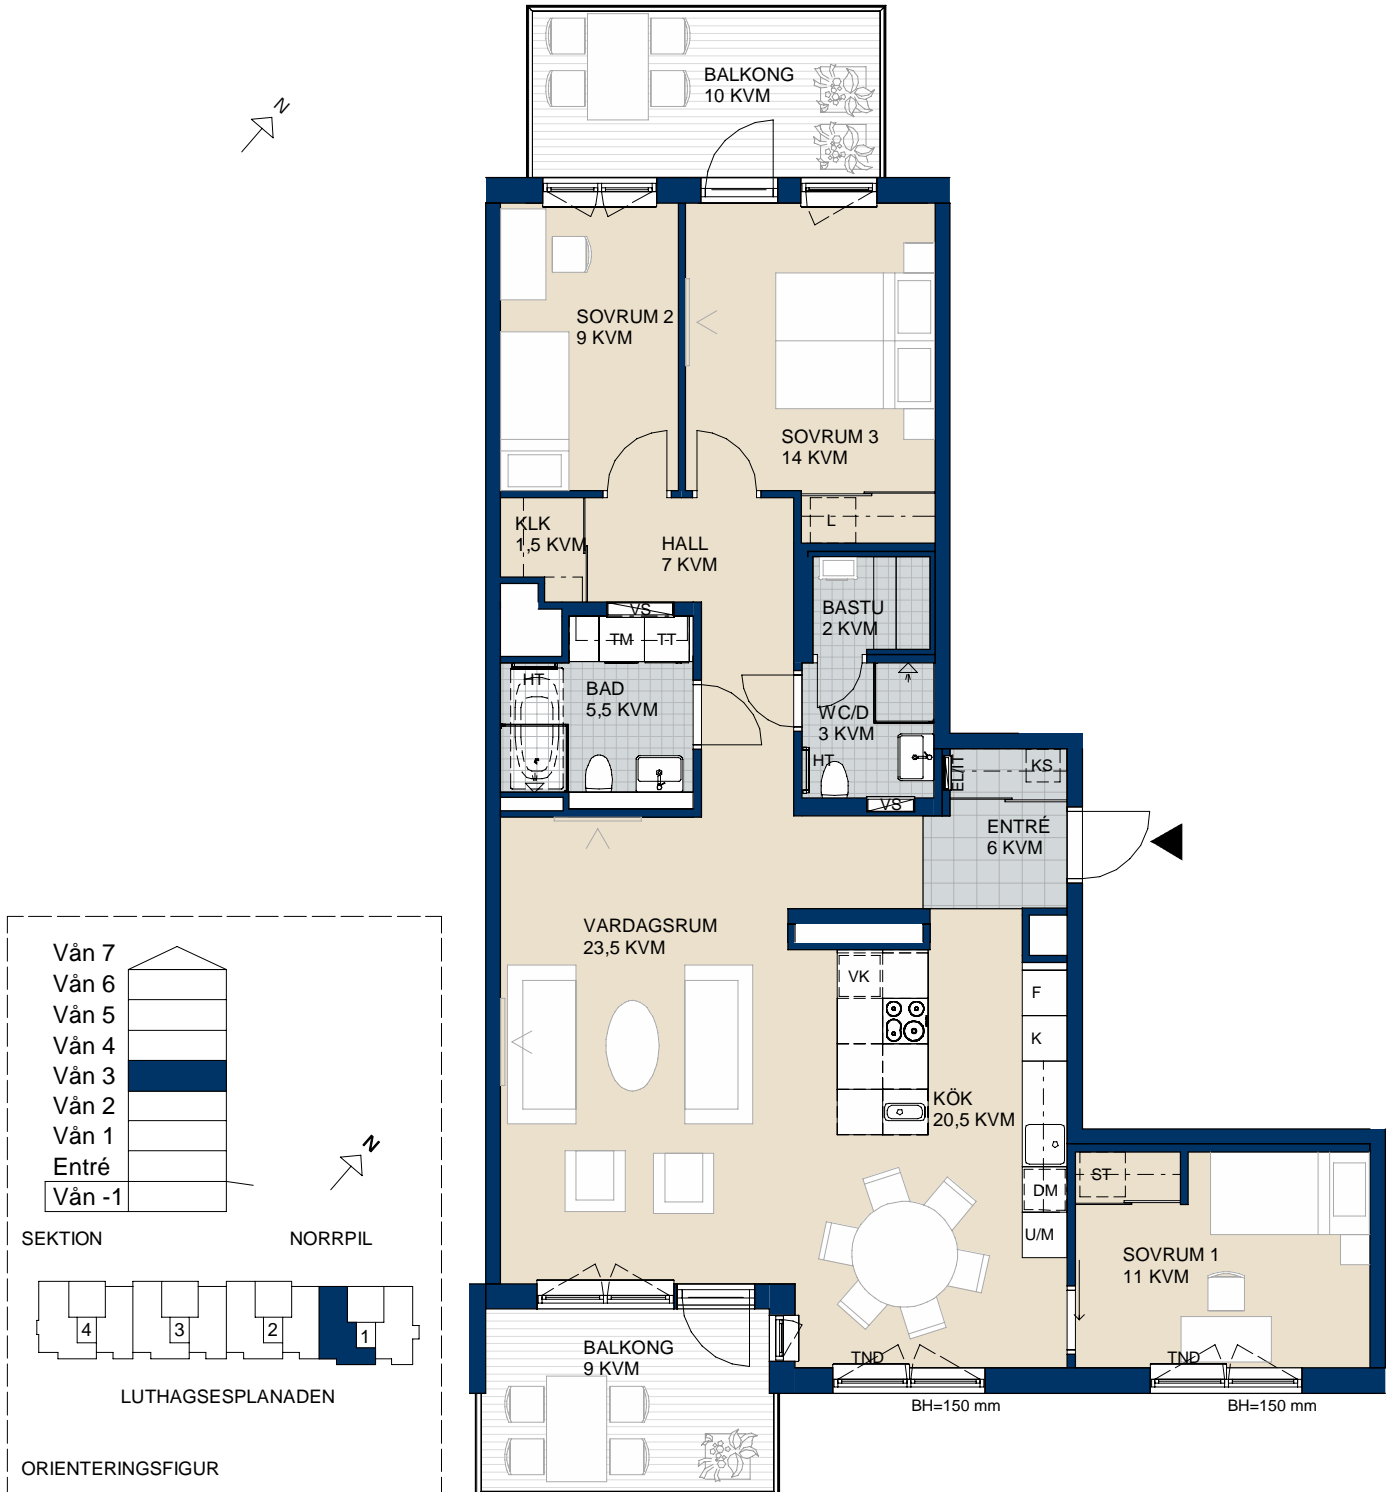 N
BALKONG
10 KVM
SOVRUM 2
9 KVM
SOVRUM 3
14 KVM
L
KLK
1,5 KVM
HALL
7 KVM
VS
TM
TT
BASTU
2 KVM
HT
BAD
5,5 KVM
WC/D
3 KVM
HT
VS
EL/IT
KS
ENTRÉ
6 KVM
VARDAGSRUM
23,5 KVM
VK
F
K
KÖK
20,5 KVM
DM
U/M
ST
SOVRUM 1
11 KVM
BALKONG
9 KVM
TND
TND
BH=150 mm
BH=150 mm
Vån 7
Vån 6
Vån 5
Vån 4
Vån 3
Vån 2
Vån 1
Entré
Vån -1
N
SEKTION
NORRPIL
4
3
2
1
LUTHAGSESPLANADEN
ORIENTERINGSFIGUR